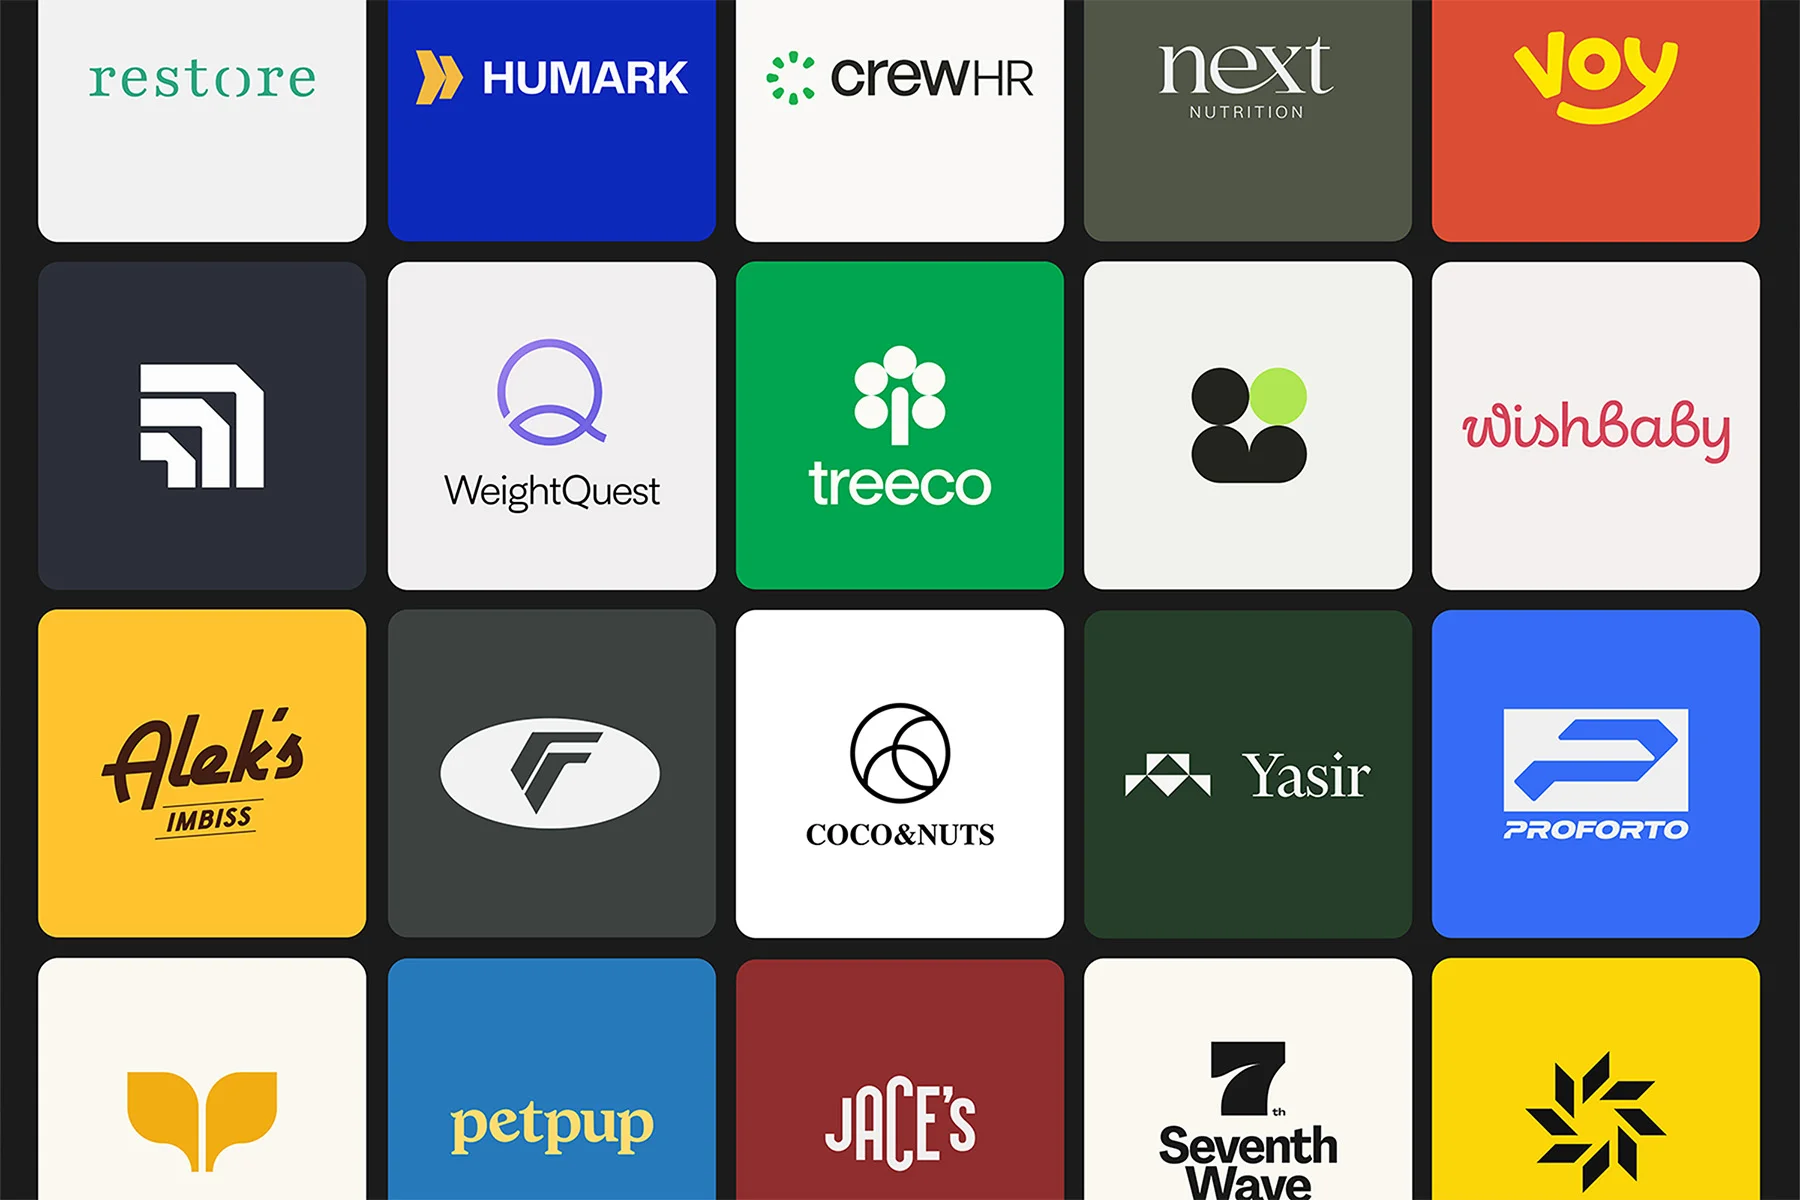 restore
HUMARK
crewHR
next
NUTRITION
voy
WeightQuest
treeco
wishbaby
Alek's
IMBISS
COCO&NUTS
Yasir
PROFORTO
petpup
JACE'S
7th
Seventh
Wave